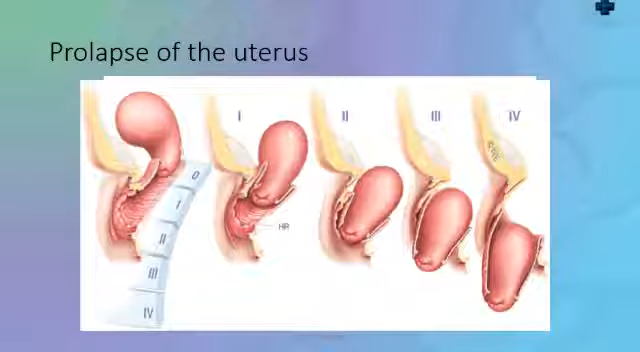 Prolapse of the uterus
I II III IV
0
I
HR
II
III
IV